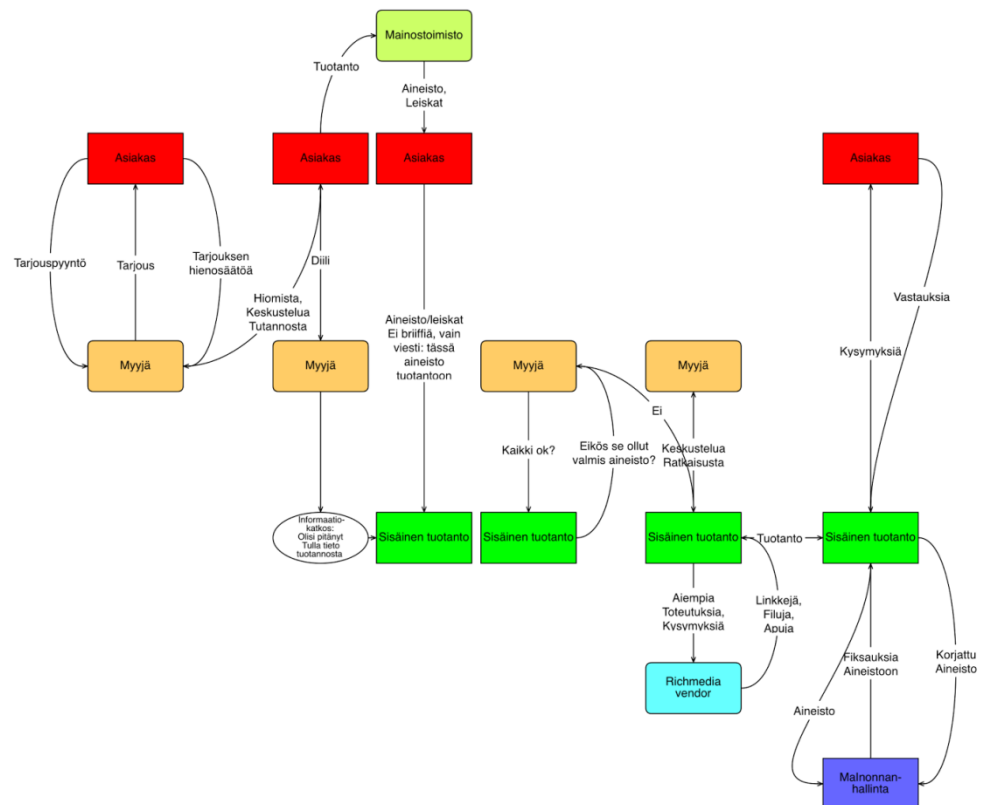 Mainostoimisto
Tuotanto
Aineisto,
Leiskat
Asiakas
Asiakas
Asiakas
Asiakas
Tarjouspyyntö
Tarjous
Tarjouksen
hienosäätöä
Diili
Hiomista,
Keskustelua
Tutannosta
Aineisto/leiskat
Ei briiffiä, vain
viesti: tässä
aineisto
tuotantoon
Vastauksia
Kysymyksiä
Myyjä
Myyjä
Myyjä
Myyjä
Ei
Kaikki ok?
Eikös se ollut
valmis aineisto?
Keskustelua
Ratkaisusta
Informaatio-
katkos:
Olisi pitänyt
Tulla tieto
tuotannosta
Sisäinen tuotanto
Sisäinen tuotanto
Sisäinen tuotanto
Tuotanto
Sisäinen tuotanto
Aiempia
Toteutuksia,
Kysymyksiä
Linkkejä,
Filuja,
Apuja
Fiksauksia
Aineistoon
Korjattu
Aineisto
Richmedia
vendor
Aineisto
MaInonnan-
hallinta